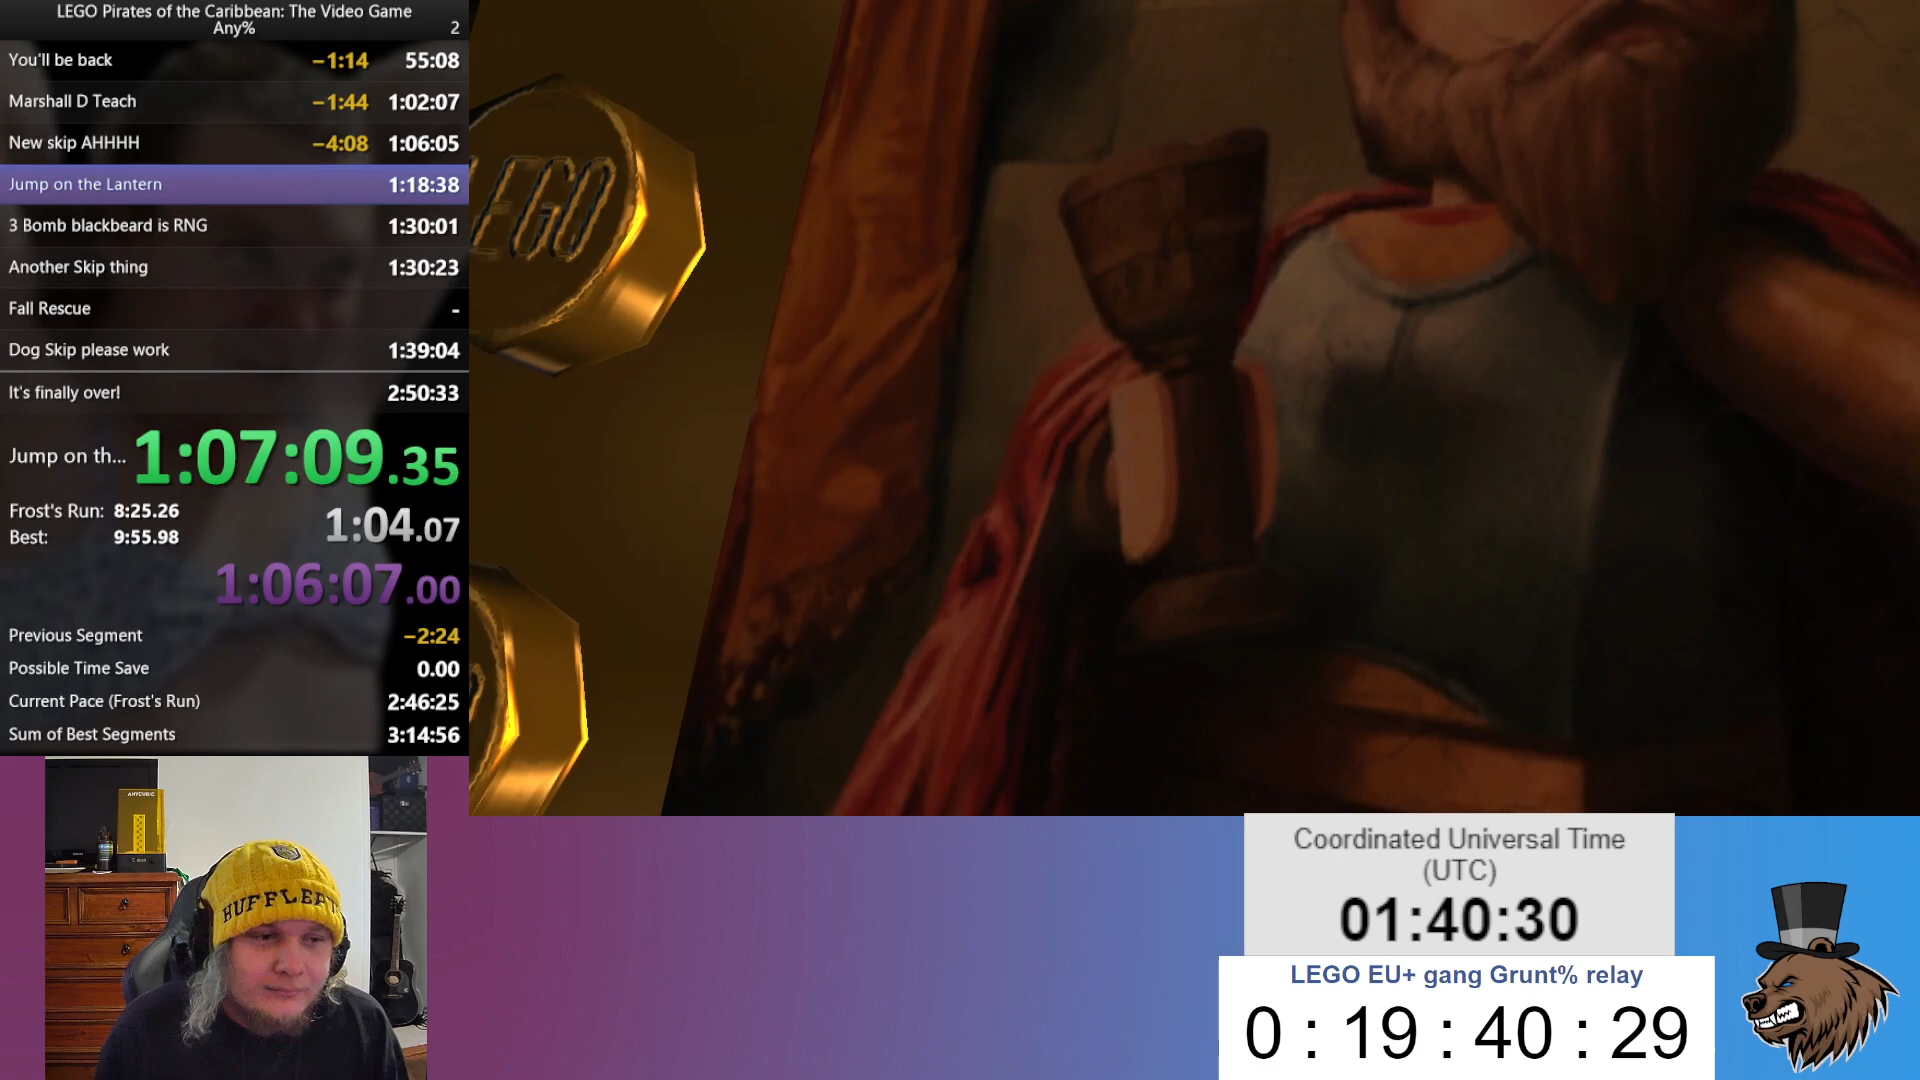 LEGO Pirates of the Caribbean: The Video Game
Any% 2
You'll be back −1:14 55:08
Marshall D Teach −1:44 1:02:07
New skip AHHHH −4:08 1:06:05
Jump on the Lantern 1:18:38
3 Bomb blackbeard is RNG 1:30:01
Another Skip thing 1:30:23
Fall Rescue -
Dog Skip please work 1:39:04
It's finally over! 2:50:33
Jump on th... 1:07:09.35
Frost's Run: 8:25.26
Best: 9:55.98
1:04.07
1:06:07.00
Previous Segment −2:24
Possible Time Save 0.00
Current Pace (Frost's Run) 2:46:25
Sum of Best Segments 3:14:56
LEGO
ANYCUBIC
Coordinated Universal Time
(UTC)
01:40:30
LEGO EU+ gang Grunt% relay
0 : 19 : 40 : 29